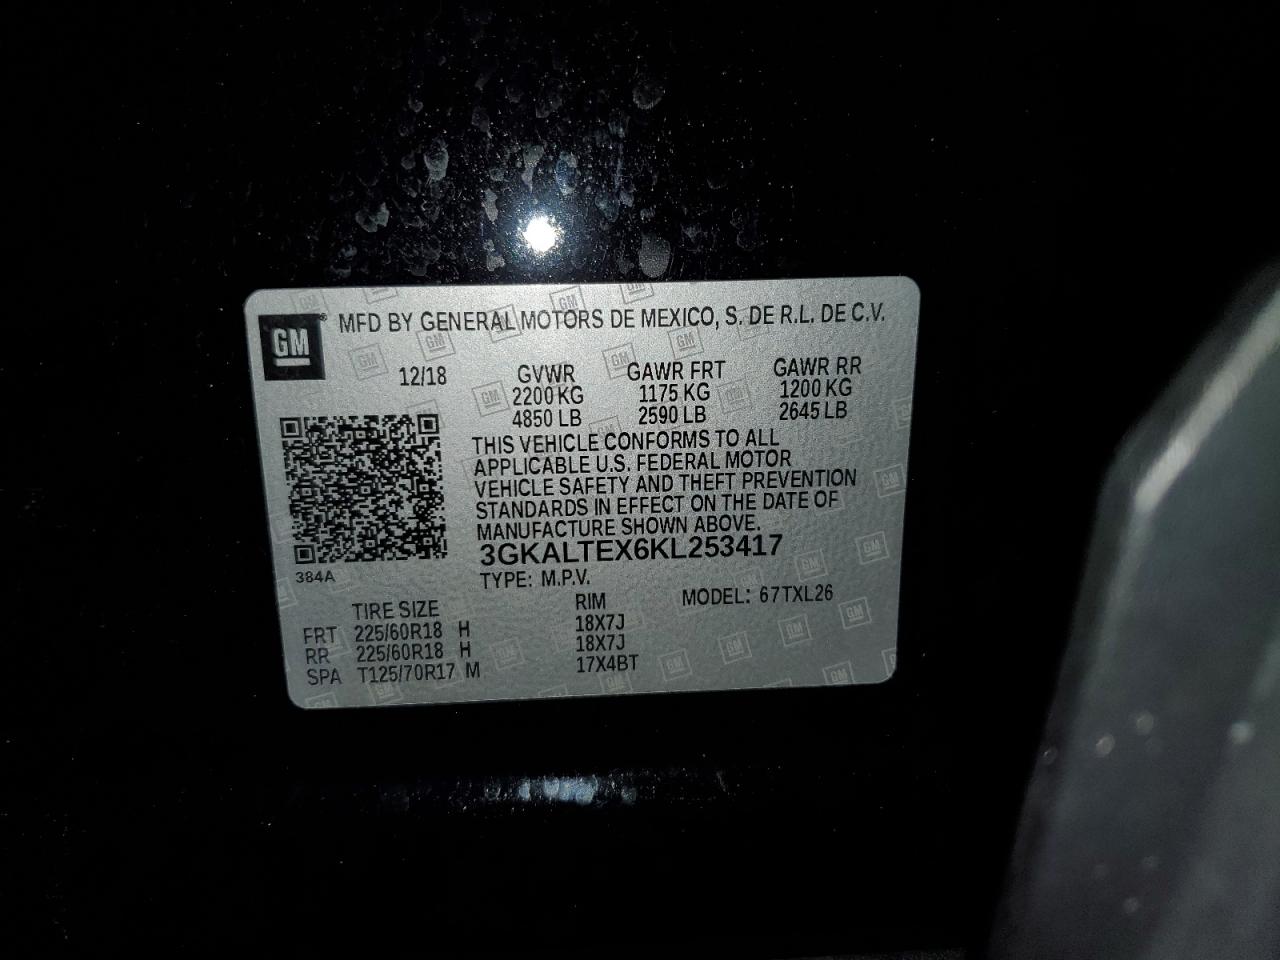 GM® MFD BY GENERAL MOTORS DE MEXICO, S. DE R.L. DE C.V.
12/18 GVWR GAWR FRT GAWR RR
2200 KG 1175 KG 1200 KG
4850 LB 2590 LB 2645 LB
THIS VEHICLE CONFORMS TO ALL
APPLICABLE U.S. FEDERAL MOTOR
VEHICLE SAFETY AND THEFT PREVENTION
STANDARDS IN EFFECT ON THE DATE OF
MANUFACTURE SHOWN ABOVE.
3GKALTEX6KL253417
384A
TYPE: M.P.V.
TIRE SIZE RIM MODEL: 67TXL26
FRT 225/60R18 H 18X7J
RR 225/60R18 H 18X7J
SPA T125/70R17 M 17X4BT